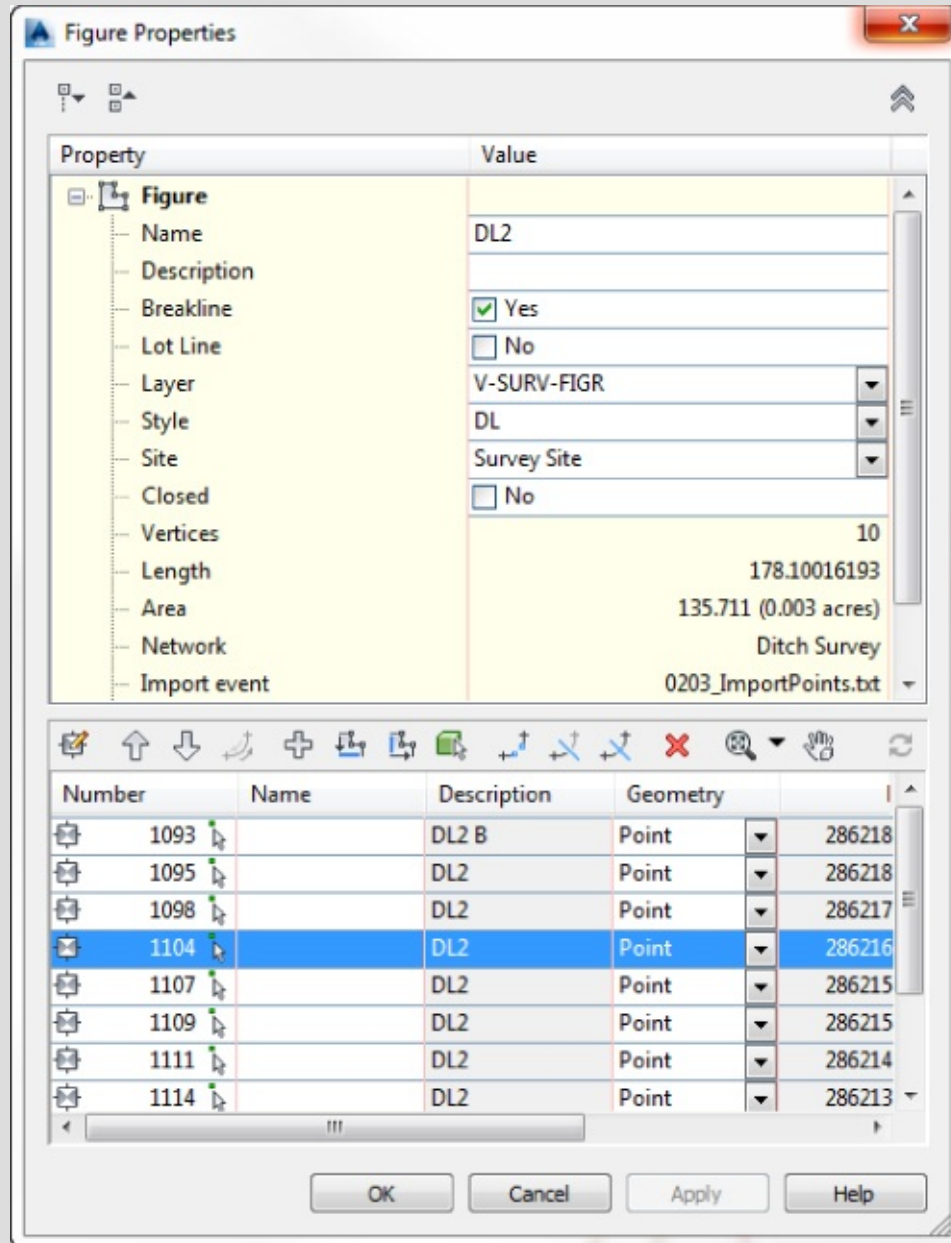 Figure Properties
Property Value
Figure
Name DL2
Description
Breakline Yes
Lot Line No
Layer V-SURV-FIGR
Style DL
Site Survey Site
Closed No
Vertices 10
Length 178.10016193
Area 135.711 (0.003 acres)
Network Ditch Survey
Import event 0203_ImportPoints.txt
Number Name Description Geometry
1093 DL2 B Point 286218
1095 DL2 Point 286218
1098 DL2 Point 286217
1104 DL2 Point 286216
1107 DL2 Point 286215
1109 DL2 Point 286215
1111 DL2 Point 286214
1114 DL2 Point 286213
OK Cancel Apply Help